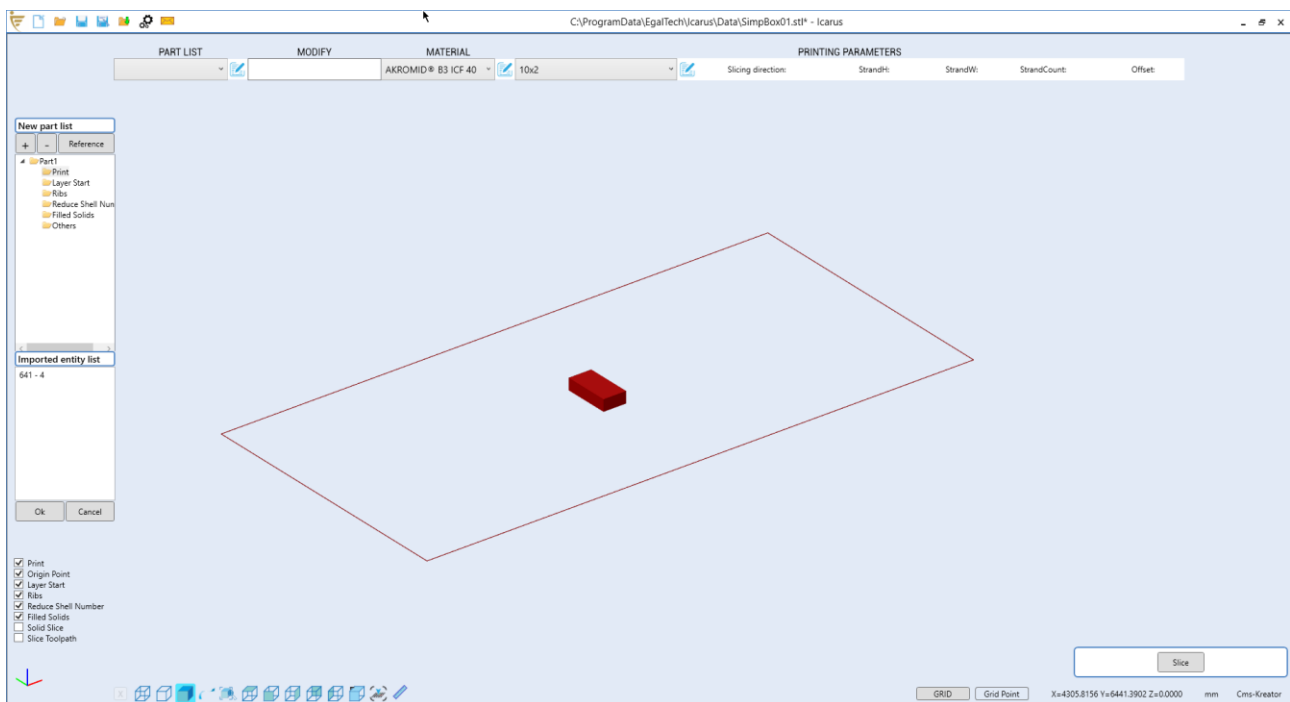 C:\ProgramData\EgalTech\Icarus\Data\SimpBox01.stl* - Icarus
PART LIST MODIFY MATERIAL PRINTING PARAMETERS
AKROMID® B3 ICF 40 10x2 Slicing direction: StrandH: StrandW: StrandCount: Offset:
New part list
+ - Reference
Part1
Print
Layer Start
Ribs
Reduce Shell Nun
Filled Solids
Others
Imported entity list
641 - 4
Ok Cancel
Print
Origin Point
Layer Start
Ribs
Reduce Shell Number
Filled Solids
Solid Slice
Slice Toolpath
Slice
GRID Grid Point X=4305.8156 Y=6441.3902 Z=0.0000 mm Cms-Kreator